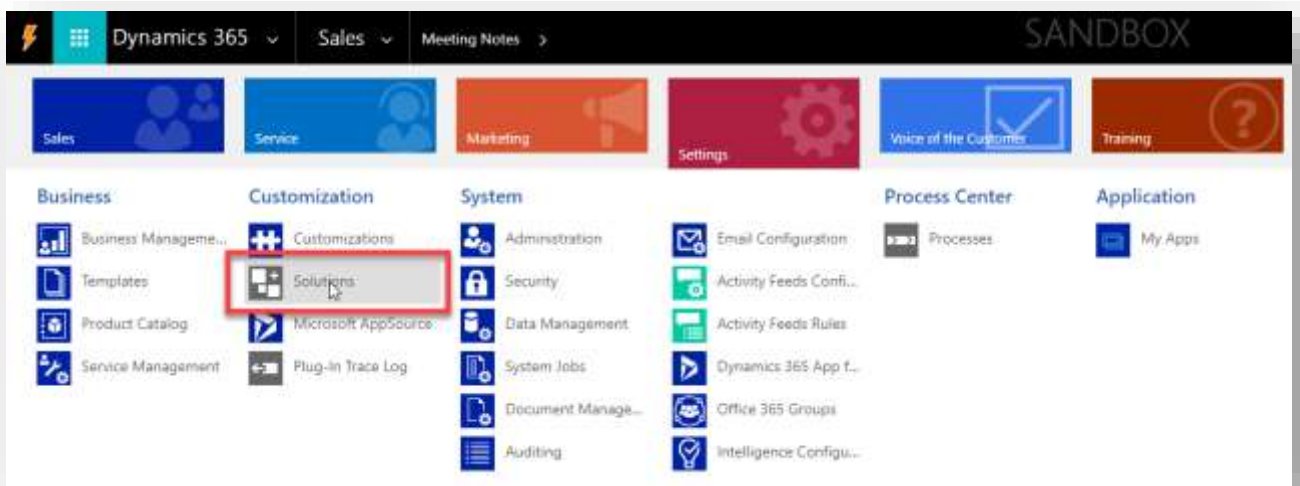 Dynamics 365 Sales Meeting Notes > SANDBOX
Sales Service Marketing Settings Voice of the Customer Training
Business Customization System Process Center Application
Business Manageme... Customizations Administration Email Configuration Processes My Apps
Templates Solutions Security Activity Feeds Confi...
Product Catalog Microsoft AppSource Data Management Activity Feeds Rules
Service Management Plug-In Trace Log System Jobs Dynamics 365 App f...
Document Manage... Office 365 Groups
Auditing Intelligence Configu...